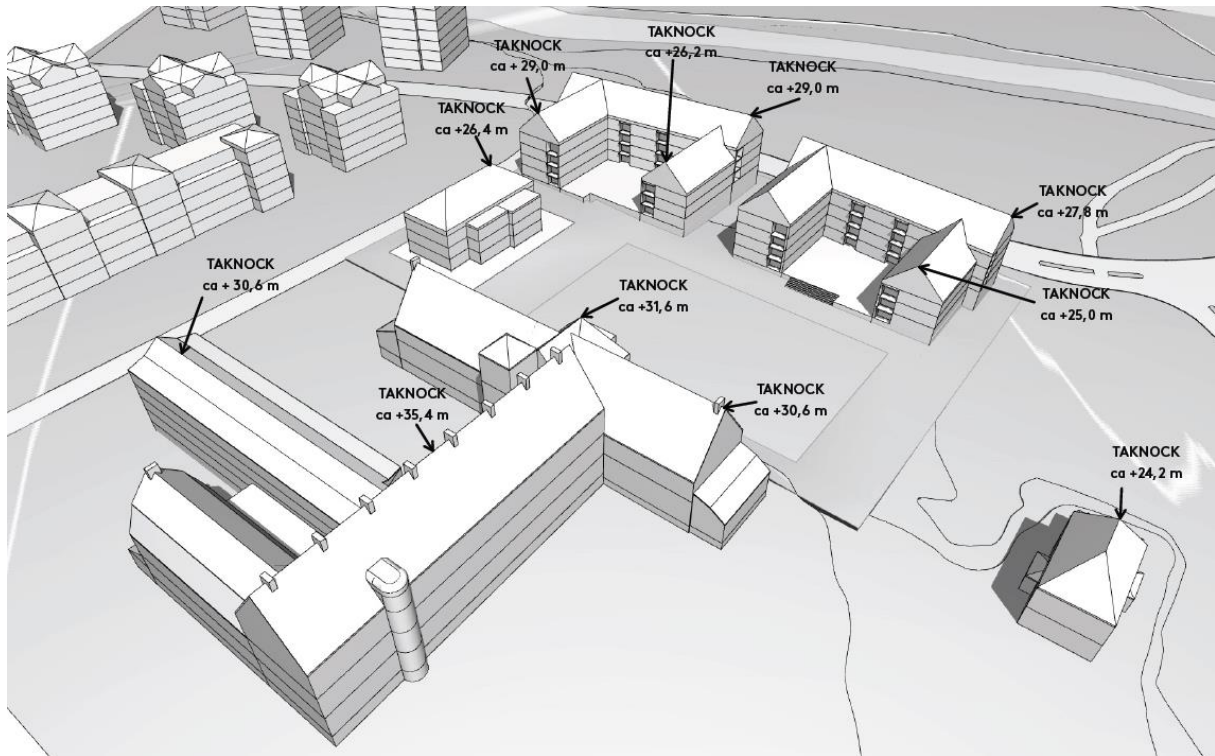 TAKNOCK
ca +26,2 m
TAKNOCK
ca + 29,0 m
TAKNOCK
ca +29,0 m
TAKNOCK
ca +26,4 m
TAKNOCK
ca +27,8 m
TAKNOCK
ca + 30,6 m
TAKNOCK
ca +31,6 m
TAKNOCK
ca +25,0 m
TAKNOCK
ca +35,4 m
TAKNOCK
ca +30,6 m
TAKNOCK
ca +24,2 m